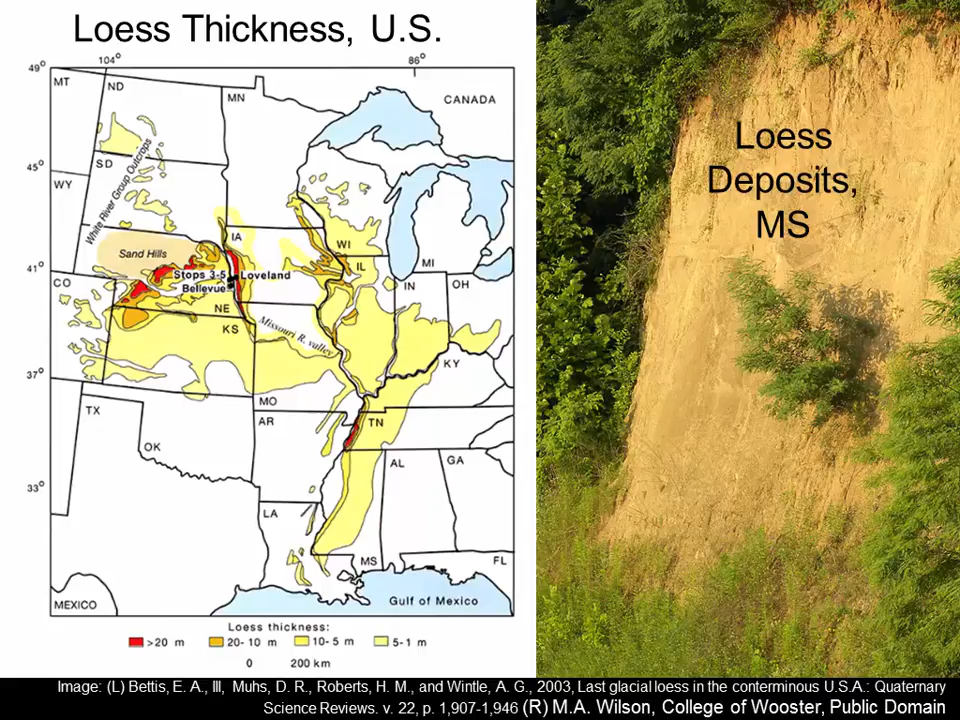 Loess Thickness, U.S.
104° 86°
49°
MT ND
MN
CANADA
45°
SD
WY
White River Group Outcrops
WI
IA
Sand Hills
41°
Stops 3-5 Loveland
IL
MI
CO
Bellevue
IN OH
NE
KS
Missouri R. valley
37°
KY
MO
TX
AR
TN
OK
AL GA
33°
LA
MS
FL
MEXICO
Gulf of Mexico
Loess thickness:
>20 m 20-10 m 10-5 m 5-1 m
0 200 km
Loess
Deposits,
MS
Image: (L) Bettis, E. A., III, Muhs, D. R., Roberts, H. M., and Wintle, A. G., 2003, Last glacial loess in the conterminous U.S.A.: Quaternary
Science Reviews. v. 22, p. 1,907-1,946 (R) M.A. Wilson, College of Wooster, Public Domain